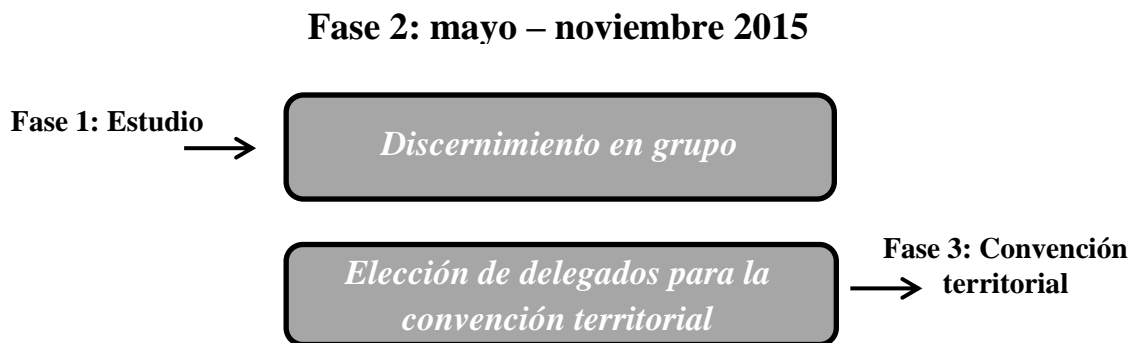 Fase 2: mayo – noviembre 2015
Fase 1: Estudio
Discernimiento en grupo
Elección de delegados para la
convención territorial
Fase 3: Convención
territorial